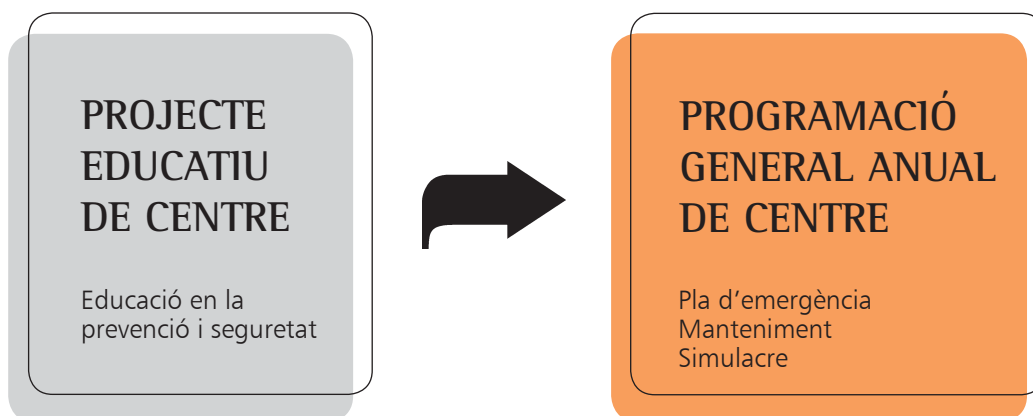 PROJECTE
EDUCATIU
DE CENTRE
Educació en la
prevenció i seguretat
PROGRAMACIÓ
GENERAL ANUAL
DE CENTRE
Pla d’emergència
Manteniment
Simulacre